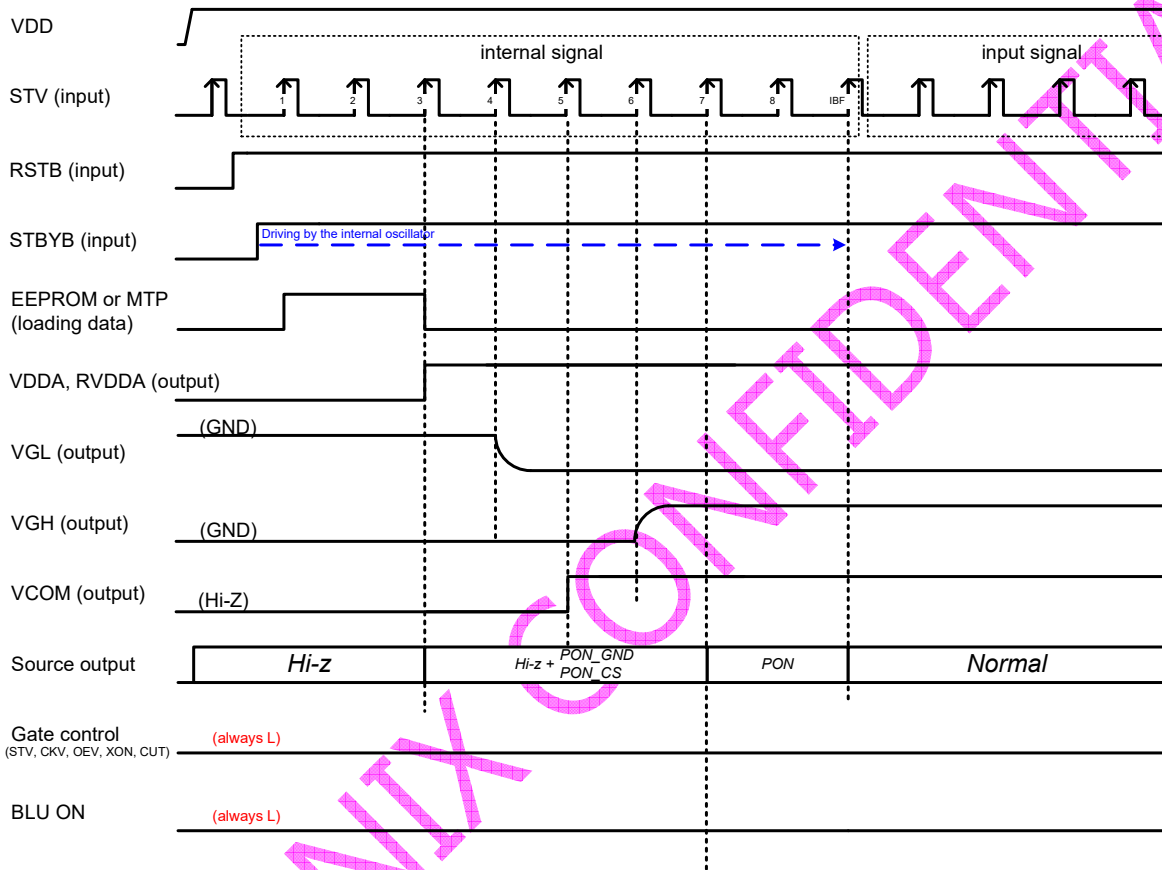 VDD
internal signal
input signal
STV (input)
1 2 3 4 5 6 7 8 IBF
RSTB (input)
STBYB (input)
Driving by the internal oscillator
EEPROM or MTP
(loading data)
VDDA, RVDDA (output)
(GND)
VGL (output)
VGH (output)
(GND)
VCOM (output)
(Hi-Z)
Source output
Hi-z
Hi-z + PON_GND
PON_CS
PON
Normal
Gate control
(STV, CKV, OEV, XON, CUT)
(always L)
BLU ON
(always L)
NIX CONFIDENTIA